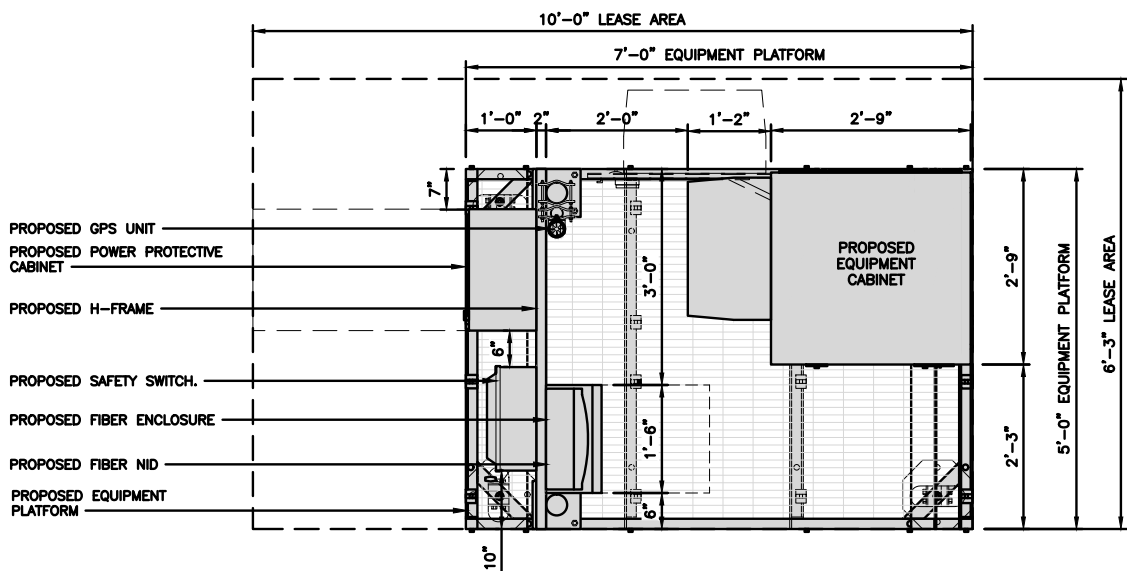 10'-0" LEASE AREA
7'-0" EQUIPMENT PLATFORM
1'-0"
2"
2'-0"
1'-2"
2'-9"
7"
PROPOSED GPS UNIT
PROPOSED POWER PROTECTIVE
CABINET
PROPOSED H-FRAME
PROPOSED SAFETY SWITCH.
PROPOSED FIBER ENCLOSURE
PROPOSED FIBER NID
PROPOSED EQUIPMENT
PLATFORM
6"
10"
3'-0"
1'-6"
6"
PROPOSED
EQUIPMENT
CABINET
2'-9"
2'-3"
5'-0" EQUIPMENT PLATFORM
6'-3" LEASE AREA